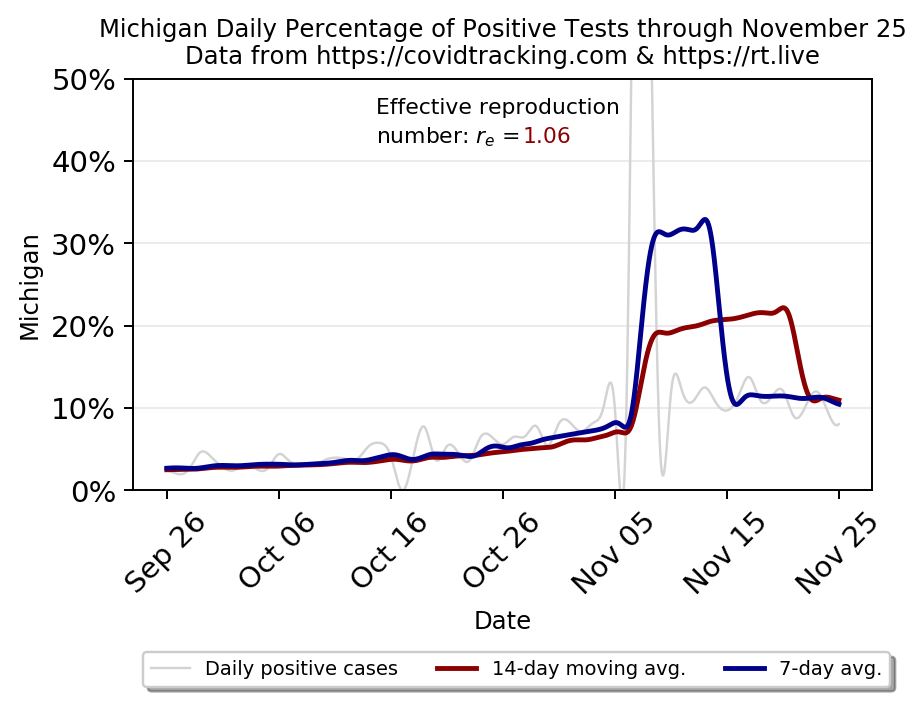 Michigan Daily Percentage of Positive Tests through November 25
Data from https://covidtracking.com & https://rt.live
Effective reproduction
number: rₑ =1.06
50%
40%
30%
20%
10%
0%
Michigan
Sep 26
Oct 06
Oct 16
Oct 26
Nov 05
Nov 15
Nov 25
Date
Daily positive cases
14-day moving avg.
7-day avg.